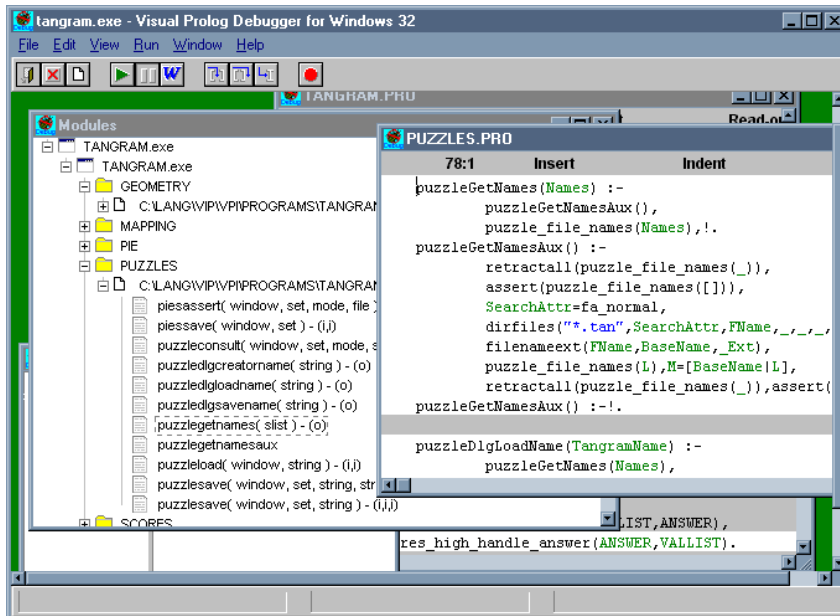 tangram.exe - Visual Prolog Debugger for Windows 32
File Edit View Run Window Help
W
TANGRAM.PRO
Modules
TANGRAM.exe
TANGRAM.exe
GEOMETRY
C:\LANG\VIP\VPI\PROGRAMS\TANGRAM
MAPPING
PIE
PUZZLES
C:\LANG\VIP\VPI\PROGRAMS\TANGRAM
piesassert( window, set, mode, file )
piessave( window, set ) - (i,i)
puzzleconsult( window, set, mode, s
puzzledlgcreatorname( string ) - (o)
puzzledlgloadname( string ) - (o)
puzzledlgsavename( string ) - (o)
puzzlegetnames( slist ) - (o)
puzzlegetnamesaux
puzzleload( window, string ) - (i,i)
puzzlesave( window, set, string, str
puzzlesave( window, set, string ) - (i,i,i)
SCORES
PUZZLES.PRO
78:1 Insert Indent
puzzleGetNames(Names) :-
puzzleGetNamesAux(),
puzzle_file_names(Names),!.
puzzleGetNamesAux() :-
retractall(puzzle_file_names(_)),
assert(puzzle_file_names([])),
SearchAttr=fa_normal,
dirfiles("*.tan",SearchAttr,FName,_,_,_,
filenameext(FName,BaseName,_Ext),
puzzle_file_names(L),M=[BaseName|L],
retractall(puzzle_file_names(_)),assert(
puzzleGetNamesAux() :-!.
puzzleDlgLoadName(TangramName) :-
puzzleGetNames(Names),
LIST,ANSWER),
res_high_handle_answer(ANSWER,VALLIST).